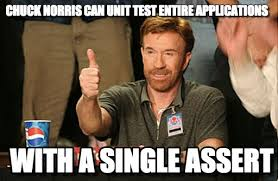 CHUCK NORRIS CAN UNIT TEST ENTIRE APPLICATIONS
WITH A SINGLE ASSERT